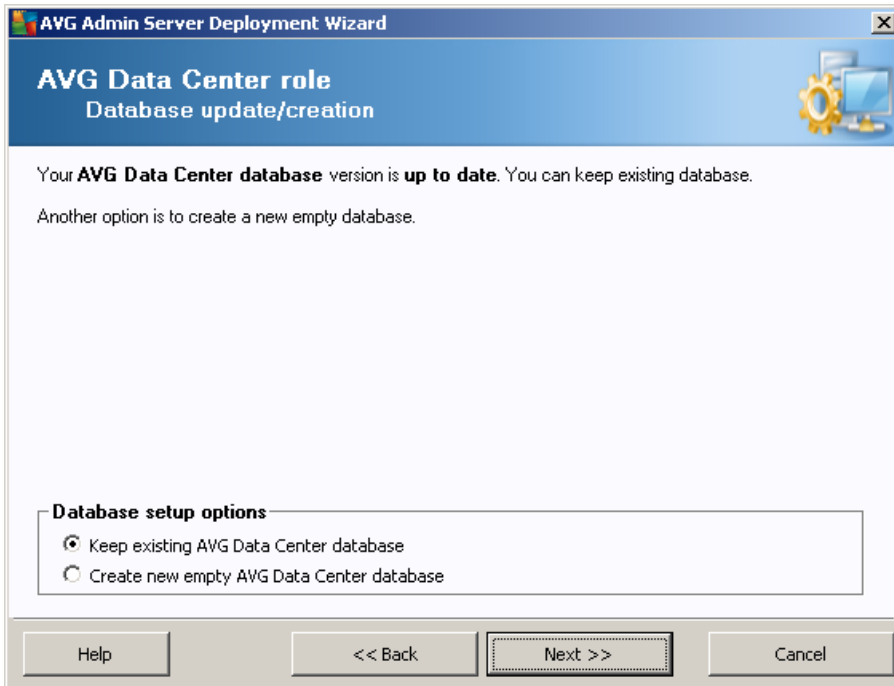 AVG Admin Server Deployment Wizard
AVG Data Center role
Database update/creation
Your AVG Data Center database version is up to date. You can keep existing database.
Another option is to create a new empty database.
Database setup options
Keep existing AVG Data Center database
Create new empty AVG Data Center database
Help
<< Back
Next >>
Cancel